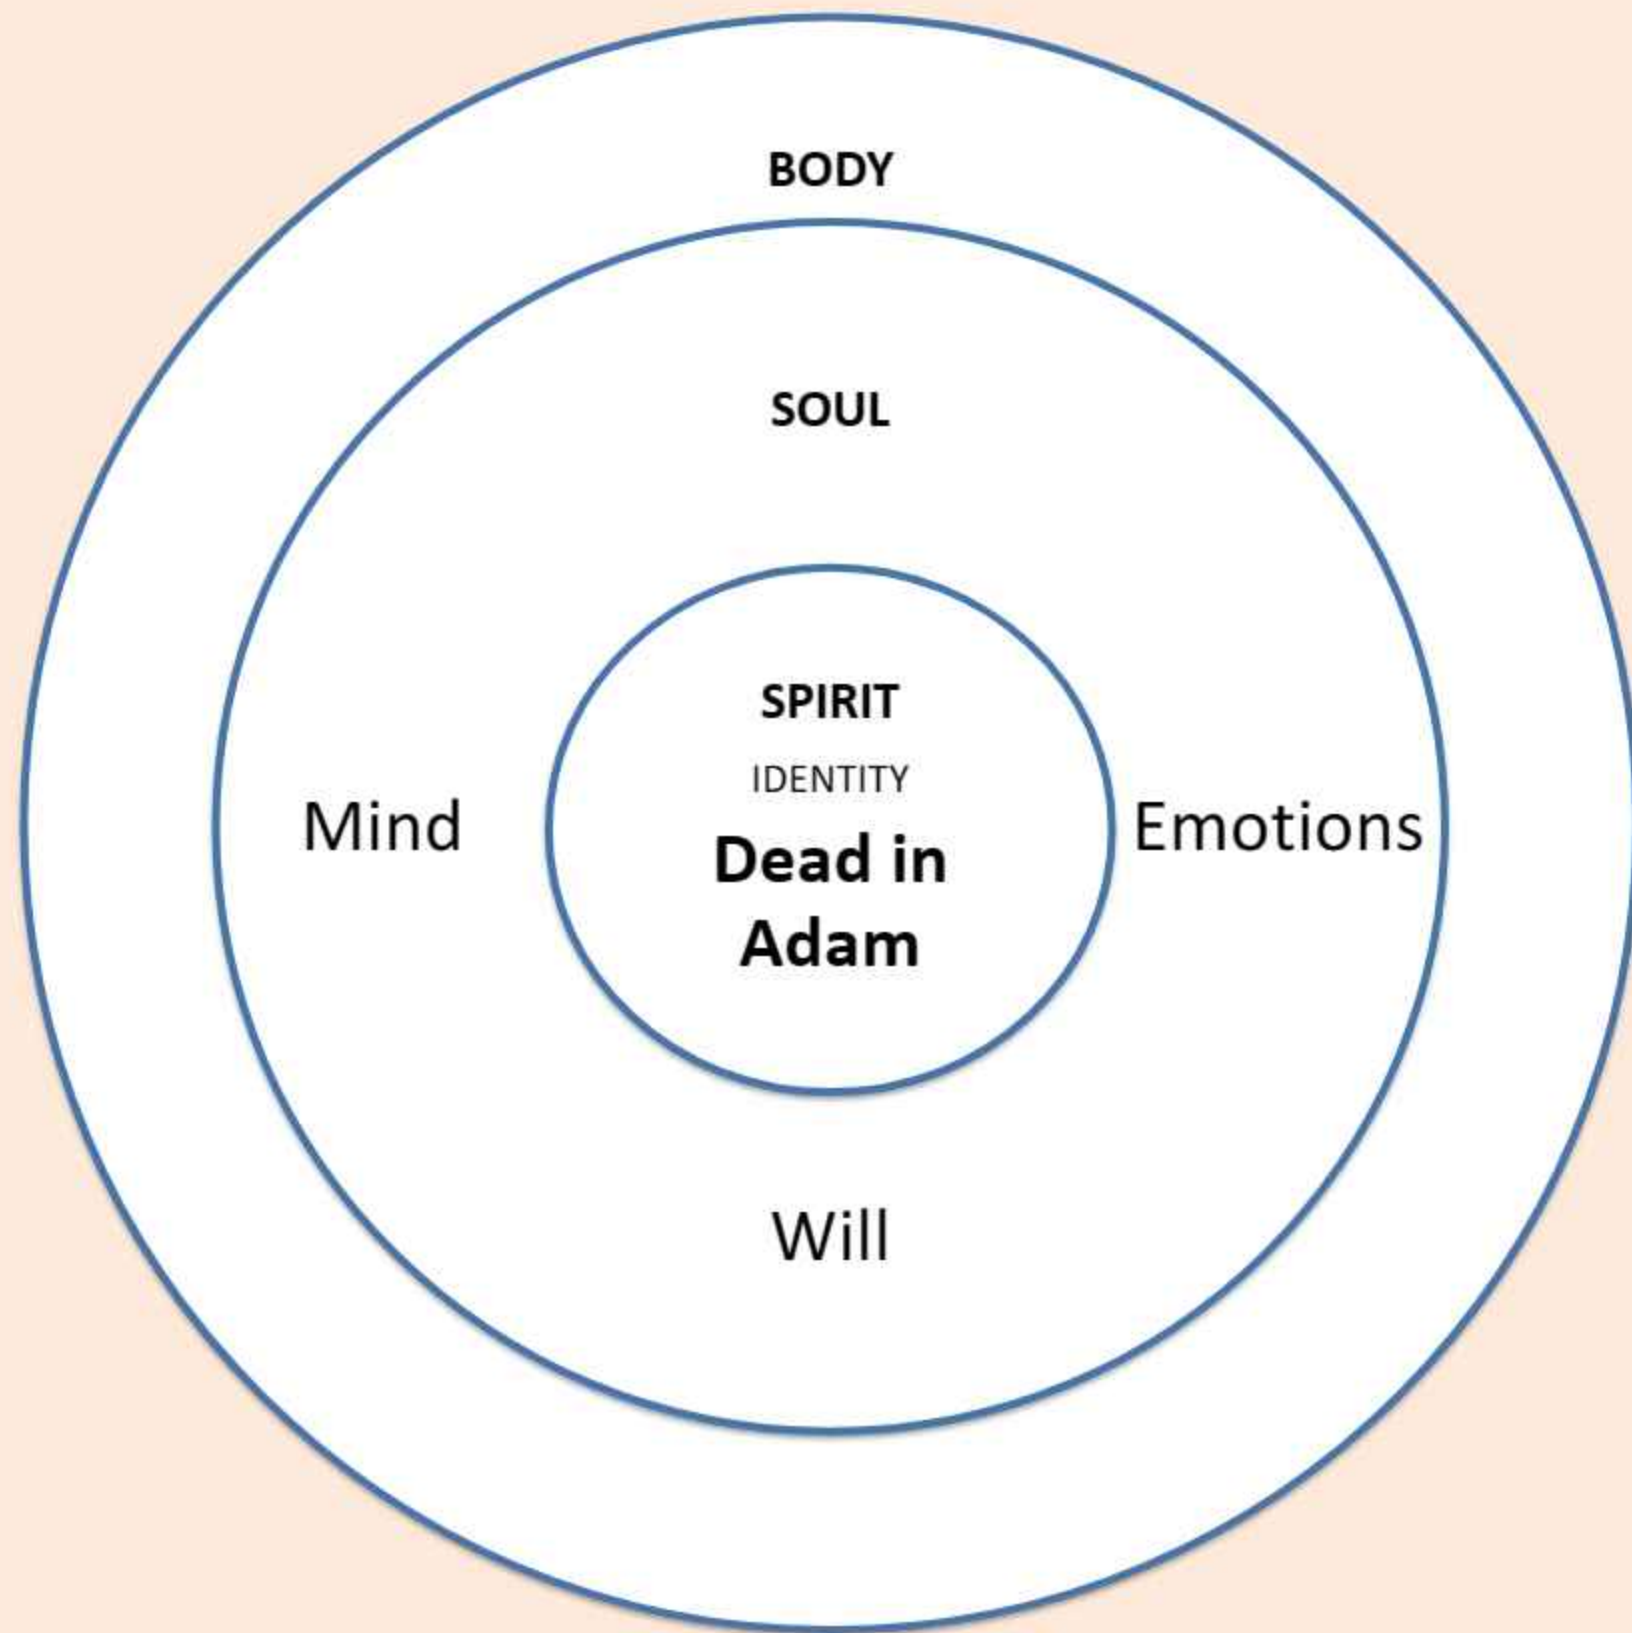 BODY
SOUL
SPIRIT
IDENTITY
Mind
Dead in
Adam
Emotions
Will